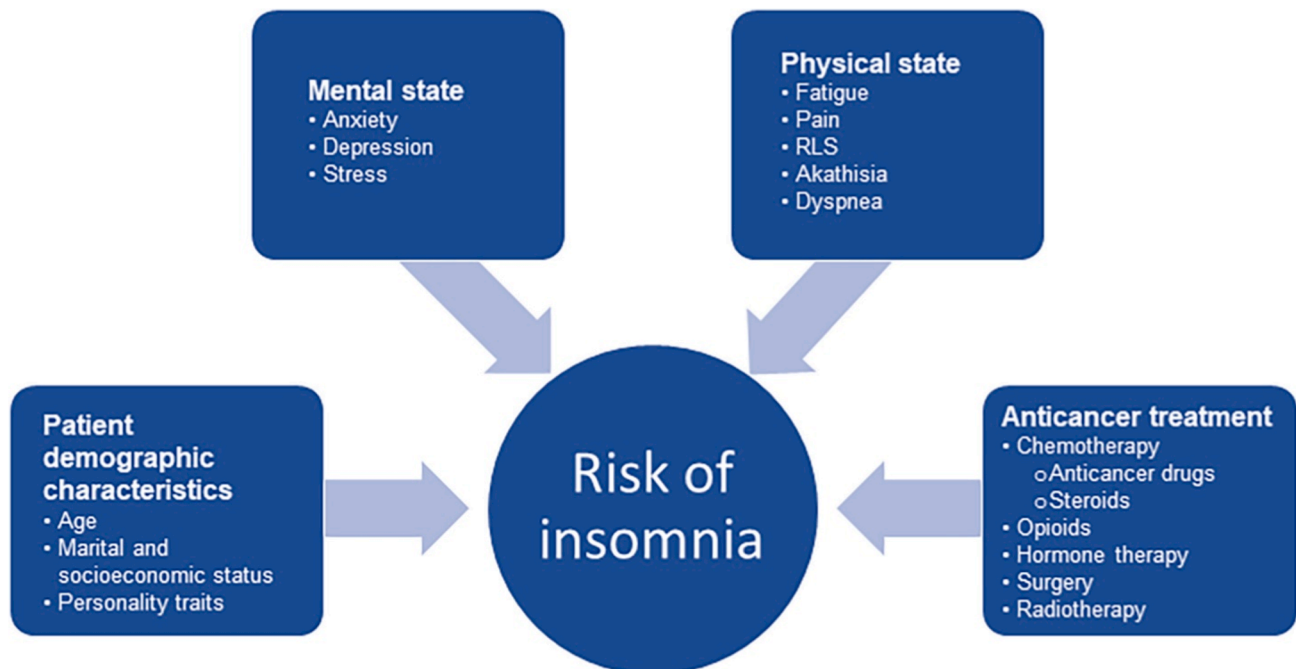 Mental state
• Anxiety
• Depression
• Stress
Physical state
• Fatigue
• Pain
• RLS
• Akathisia
• Dyspnea
Patient
demographic
characteristics
• Age
• Marital and
socioeconomic status
• Personality traits
Risk of
insomnia
Anticancer treatment
• Chemotherapy
o Anticancer drugs
o Steroids
• Opioids
• Hormone therapy
• Surgery
• Radiotherapy